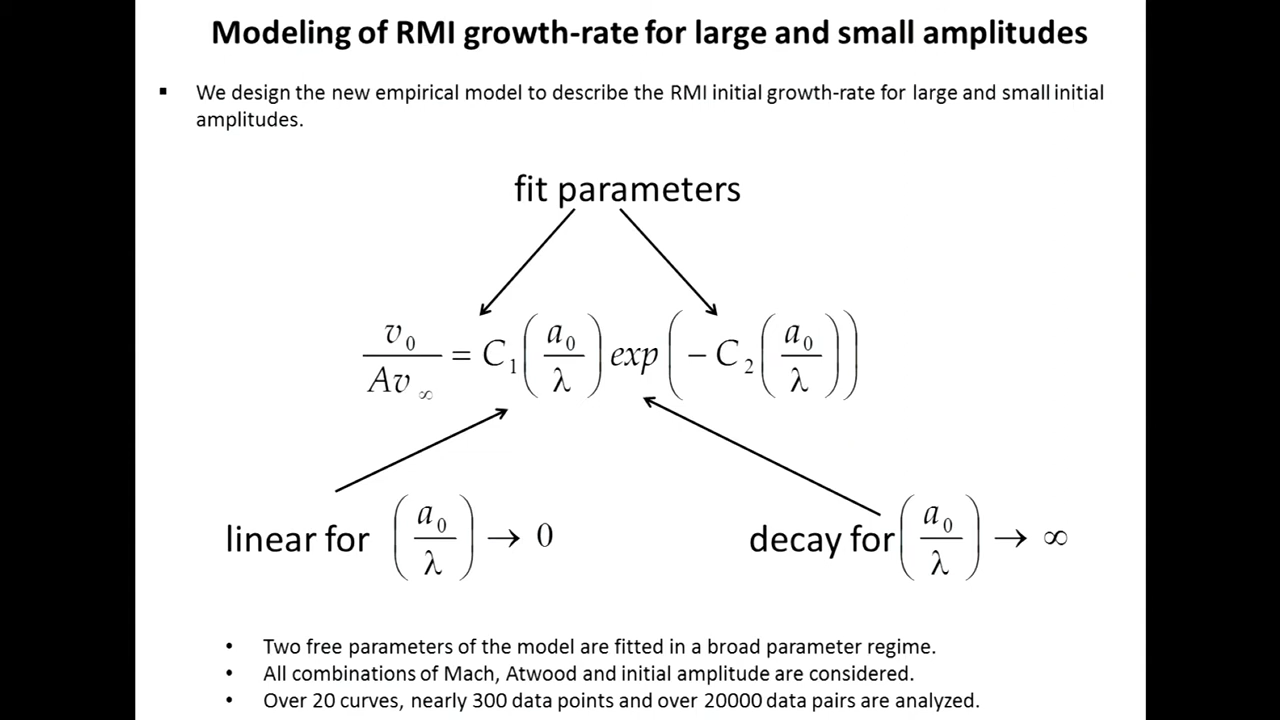 Modeling of RMI growth-rate for large and small amplitudes
▪ We design the new empirical model to describe the RMI initial growth-rate for large and small initial
amplitudes.
fit parameters
v₀ / Av∞ = C₁ (a₀/λ) exp (− C₂ (a₀/λ))
linear for (a₀/λ) → 0
decay for (a₀/λ) → ∞
• Two free parameters of the model are fitted in a broad parameter regime.
• All combinations of Mach, Atwood and initial amplitude are considered.
• Over 20 curves, nearly 300 data points and over 20000 data pairs are analyzed.